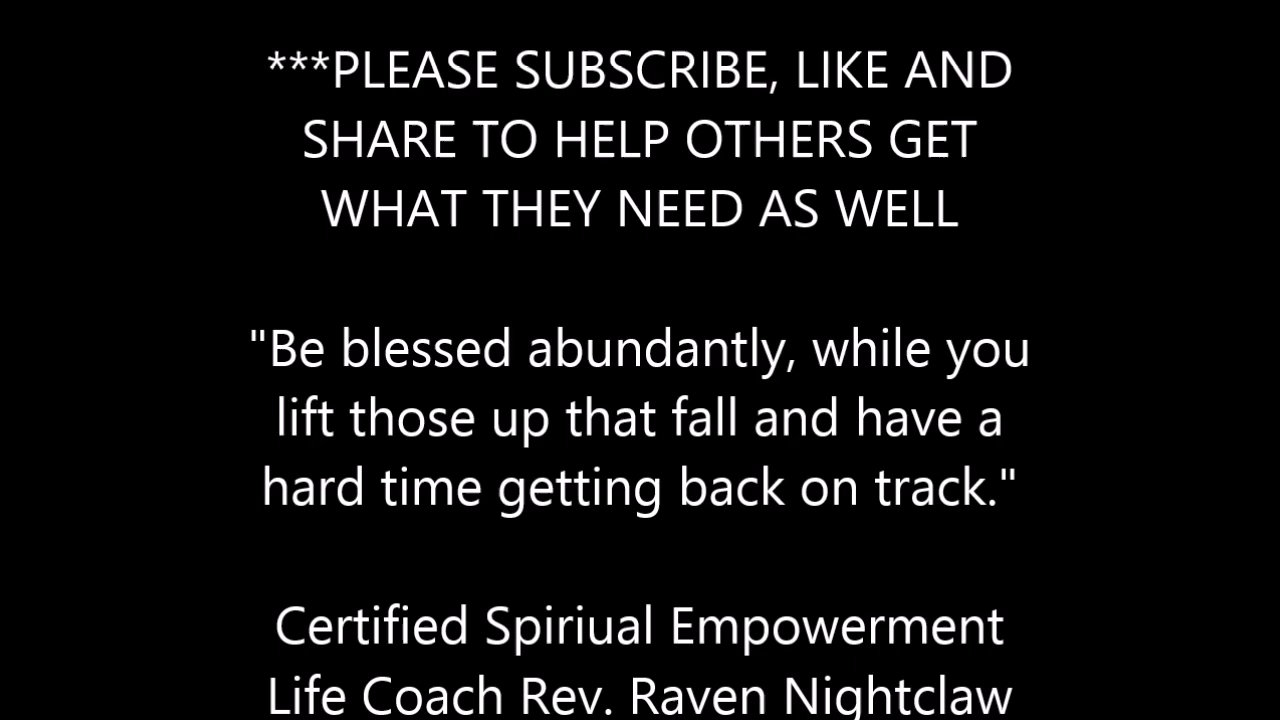 ***PLEASE SUBSCRIBE, LIKE AND
SHARE TO HELP OTHERS GET
WHAT THEY NEED AS WELL
"Be blessed abundantly, while you
lift those up that fall and have a
hard time getting back on track."
Certified Spiriual Empowerment
Life Coach Rev. Raven Nightclaw